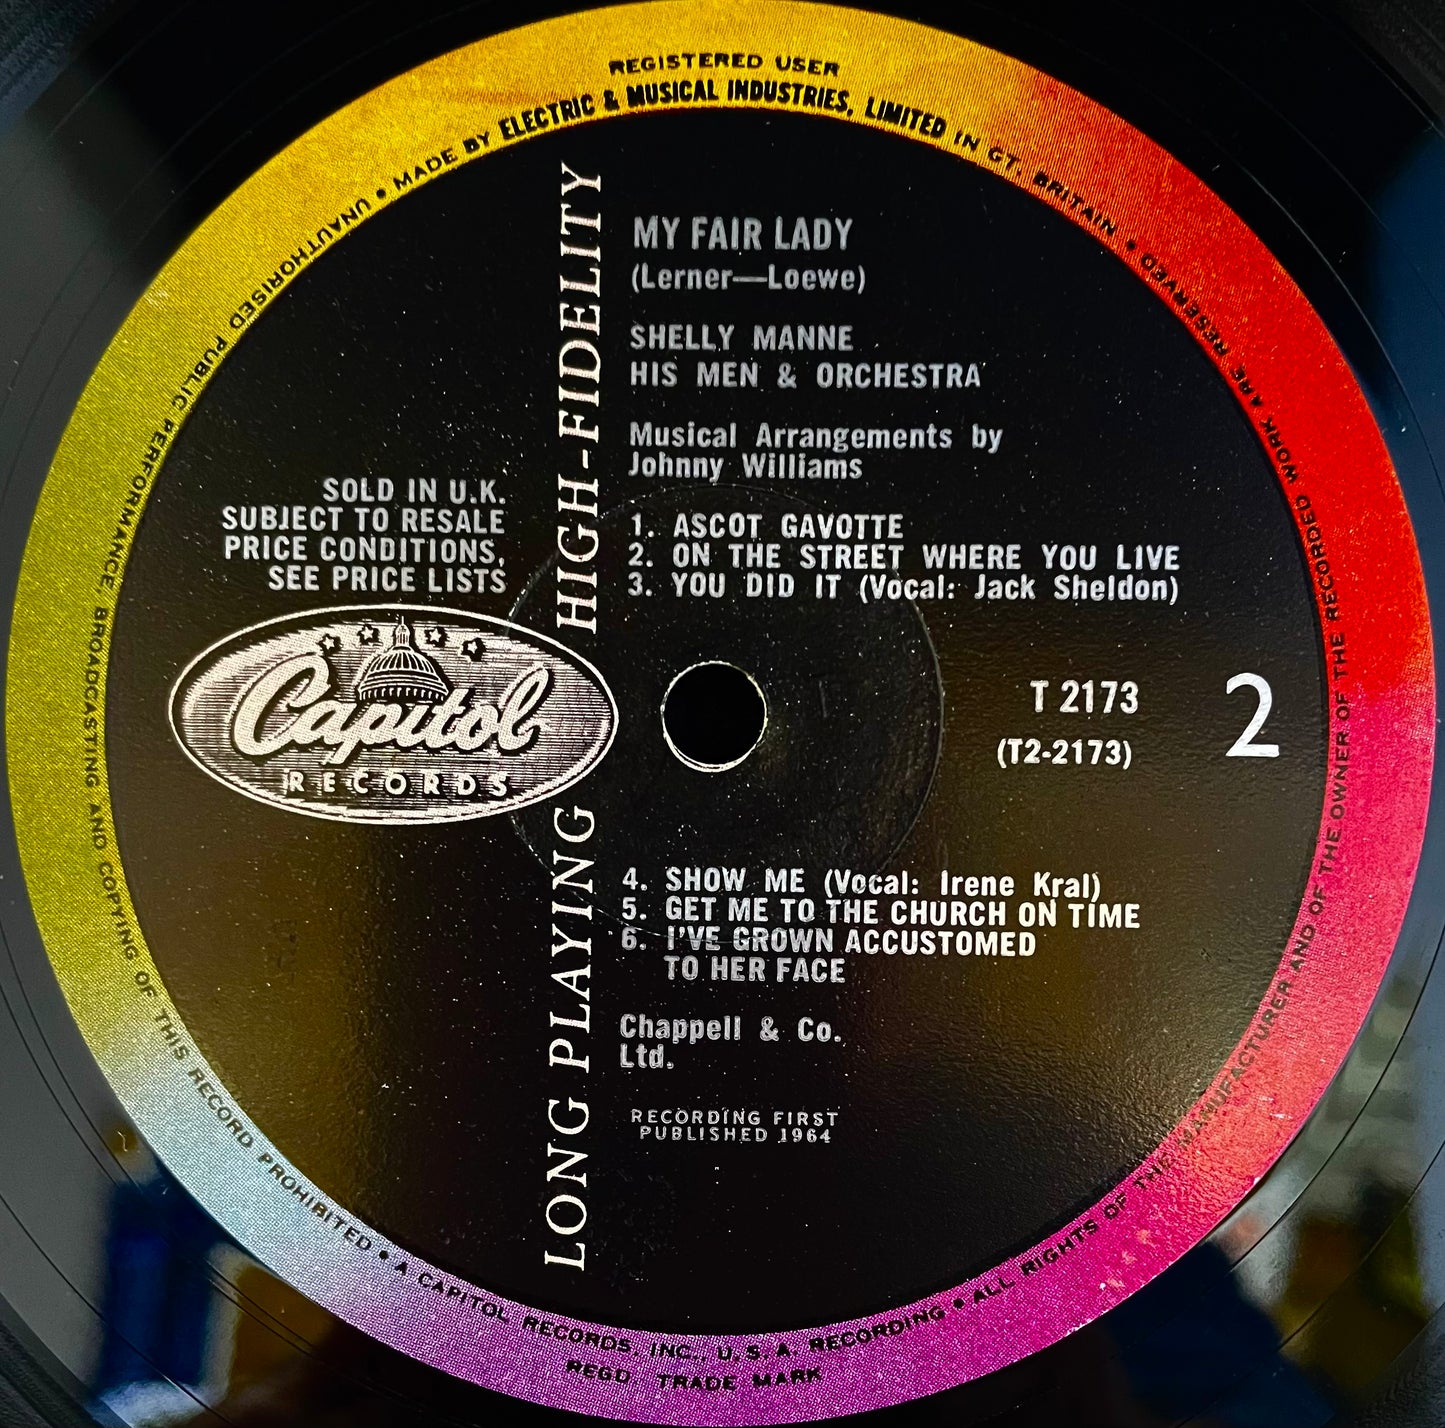 REGISTERED USER
MADE BY ELECTRIC & MUSICAL INDUSTRIES, LIMITED IN GT. BRITAIN • ALL RIGHTS OF THE MANUFACTURER AND OF THE OWNER OF THE RECORDED WORK ARE RESERVED •
UNAUTHORISED PUBLIC PERFORMANCE, BROADCASTING AND COPYING OF THIS RECORD PROHIBITED •
MY FAIR LADY
(Lerner—Loewe)
SHELLY MANNE
HIS MEN & ORCHESTRA
Musical Arrangements by
Johnny Williams
SOLD IN U.K.
SUBJECT TO RESALE
PRICE CONDITIONS,
SEE PRICE LISTS
1. ASCOT GAVOTTE
2. ON THE STREET WHERE YOU LIVE
3. YOU DID IT (Vocal: Jack Sheldon)
LONG PLAYING HIGH-FIDELITY
Capitol
RECORDS
T 2173
(T2-2173)
2
4. SHOW ME (Vocal: Irene Kral)
5. GET ME TO THE CHURCH ON TIME
6. I'VE GROWN ACCUSTOMED
TO HER FACE
Chappell & Co.
Ltd.
RECORDING FIRST
PUBLISHED 1964
A CAPITOL RECORDS, INC., U.S.A. RECORDING •
REGD. TRADE MARK